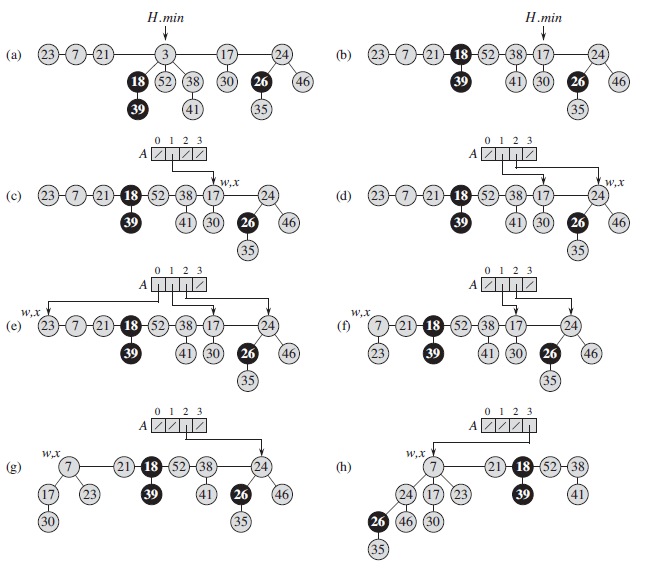 H.min H.min
(a) 23 7 21 3 17 24 (b) 23 7 21 18 52 38 17 24
18 52 38 30 26 46 39 41 30 26 46
39 41 35 35
0 1 2 3 0 1 2 3
A A
w,x w,x
(c) 23 7 21 18 52 38 17 24 (d) 23 7 21 18 52 38 17 24
39 41 30 26 46 39 41 30 26 46
35 35
0 1 2 3 0 1 2 3
A A
w,x w,x
(e) 23 7 21 18 52 38 17 24 (f) 7 21 18 52 38 17 24
39 41 30 26 46 23 39 41 30 26 46
35 35
0 1 2 3 0 1 2 3
A A
w,x w,x
(g) 7 21 18 52 38 24 (h) 7 21 18 52 38
17 23 39 41 26 46 24 17 23 39 41
30 35 26 46 30
35